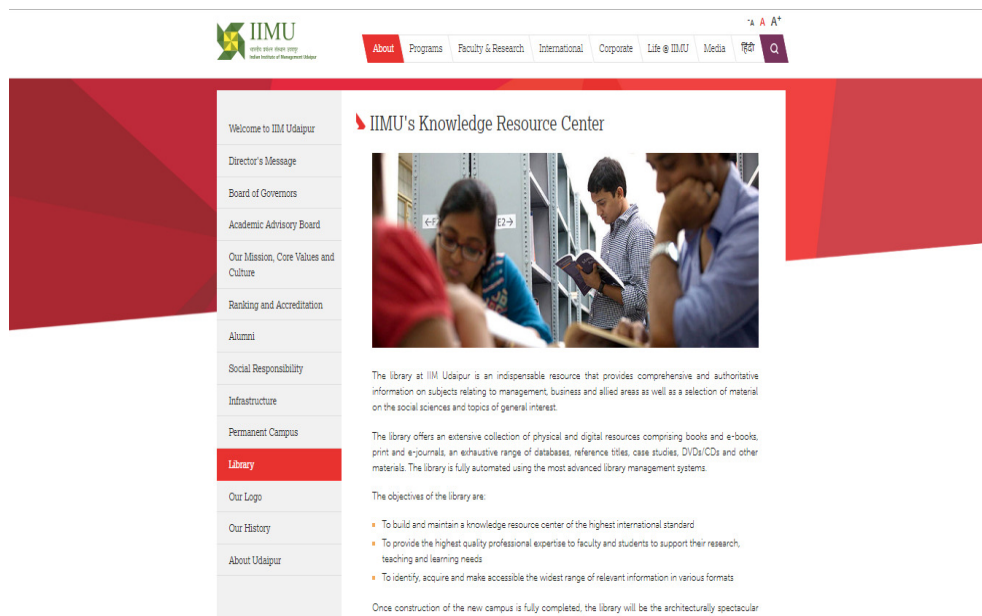 IIMU
भारतीय प्रबंध संस्थान उदयपुर
Indian Institute of Management Udaipur
-A A A+
About Programs Faculty & Research International Corporate Life @ IIMU Media हिंदी
Welcome to IIM Udaipur
Director's Message
Board of Governors
Academic Advisory Board
Our Mission, Core Values and
Culture
Ranking and Accreditation
Alumni
Social Responsibility
Infrastructure
Permanent Campus
Library
Our Logo
Our History
About Udaipur
IIMU's Knowledge Resource Center
E2→
The library at IIM Udaipur is an indispensable resource that provides comprehensive and authoritative
information on subjects relating to management, business and allied areas as well as a selection of material
on the social sciences and topics of general interest.
The library offers an extensive collection of physical and digital resources comprising books and e-books,
print and e-journals, an exhaustive range of databases, reference titles, case studies, DVDs/CDs and other
materials. The library is fully automated using the most advanced library management systems.
The objectives of the library are:
To build and maintain a knowledge resource center of the highest international standard
To provide the highest quality professional expertise to faculty and students to support their research,
teaching and learning needs
To identify, acquire and make accessible the widest range of relevant information in various formats
Once construction of the new campus is fully completed, the library will be the architecturally spectacular